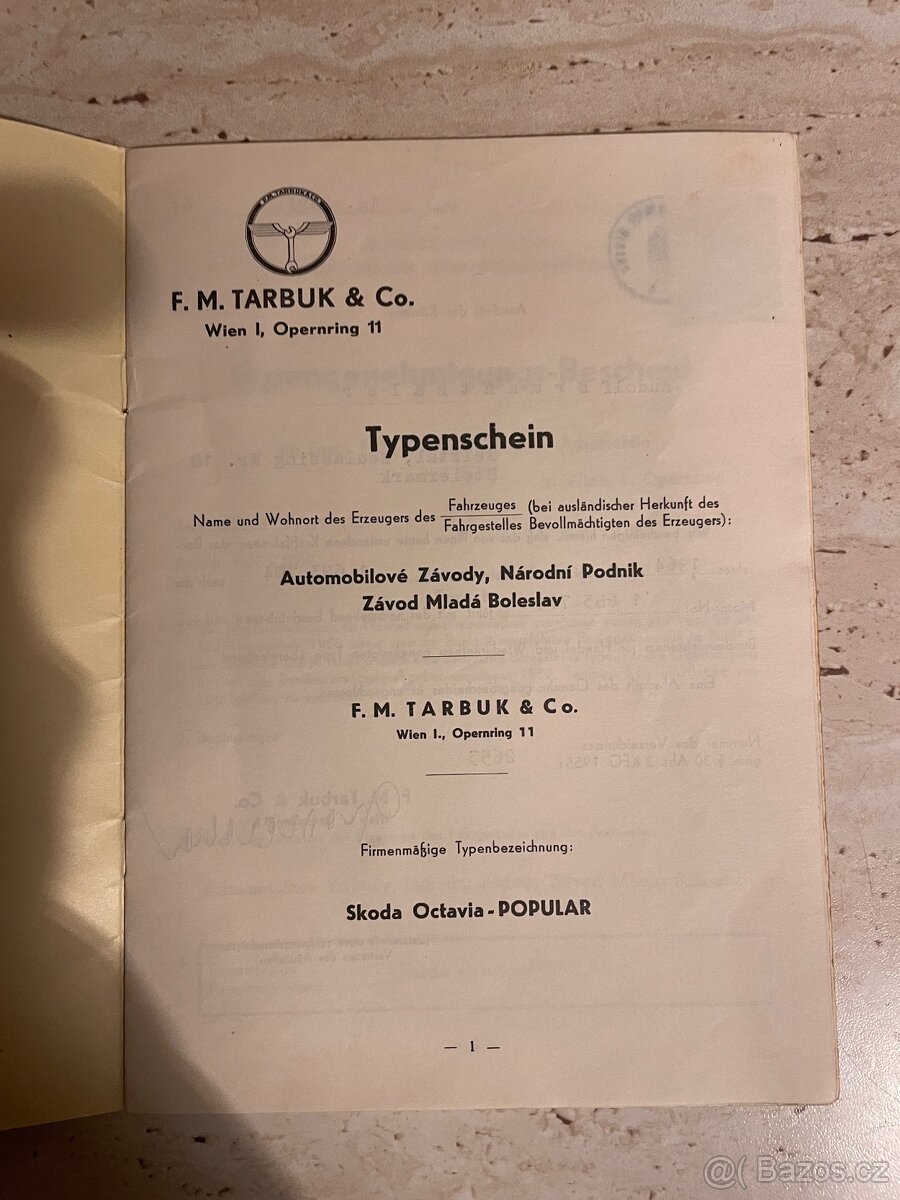 F. M. TARBUK & Co.
F. M. TARBUK & Co.
Wien I, Opernring 11
Typenschein
Name und Wohnort des Erzeugers des Fahrzeuges (bei ausländischer Herkunft des
Fahrgestelles Bevollmächtigten des Erzeugers):
Automobilové Závody, Národní Podnik
Závod Mladá Boleslav
F. M. TARBUK & Co.
Wien I., Opernring 11
Firmenmäßige Typenbezeichnung:
Skoda Octavia - POPULAR
— 1 —
Bazos.cz